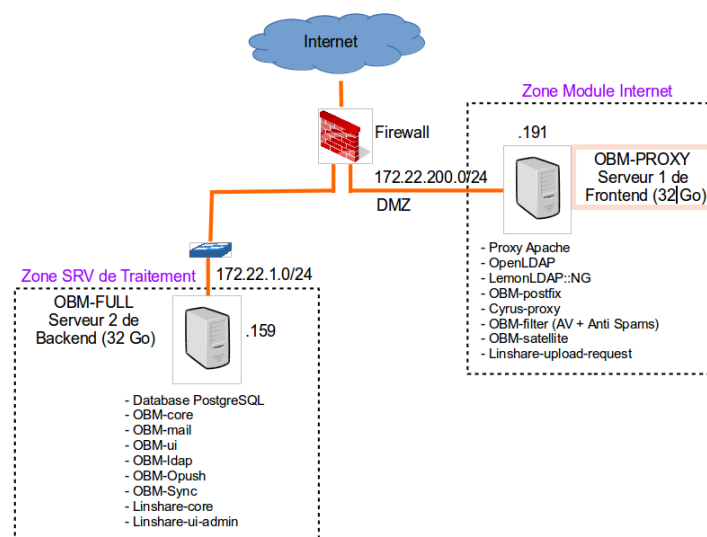 Internet
Zone Module Internet
Firewall
.191
OBM-PROXY
Serveur 1 de
Frontend (32 Go)
172.22.200.0/24
DMZ
- Proxy Apache
- OpenLDAP
- LemonLDAP::NG
- OBM-postfix
- Cyrus-proxy
- OBM-filter (AV + Anti Spams)
- OBM-satellite
- Linshare-upload-request
Zone SRV de Traitement
172.22.1.0/24
OBM-FULL
Serveur 2 de
Backend (32 Go)
.159
- Database PostgreSQL
- OBM-core
- OBM-mail
- OBM-ui
- OBM-ldap
- OBM-Opush
- OBM-Sync
- Linshare-core
- Linshare-ui-admin